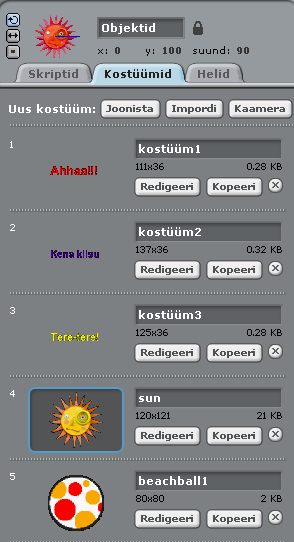 Objektid
x: 0 y: 100 suund: 90
Skriptid Kostüümid Helid
Uus kostüüm: Joonista Impordi Kaamera
1
kostüüm1
Ahhaa!!!
111x36 0.28 KB
Redigeeri Kopeeri
2
kostüüm2
Kena kiisu
137x36 0.32 KB
Redigeeri Kopeeri
3
kostüüm3
Tere-tere!
125x36 0.28 KB
Redigeeri Kopeeri
4
sun
120x121 21 KB
Redigeeri Kopeeri
5
beachball1
80x80 2 KB
Redigeeri Kopeeri